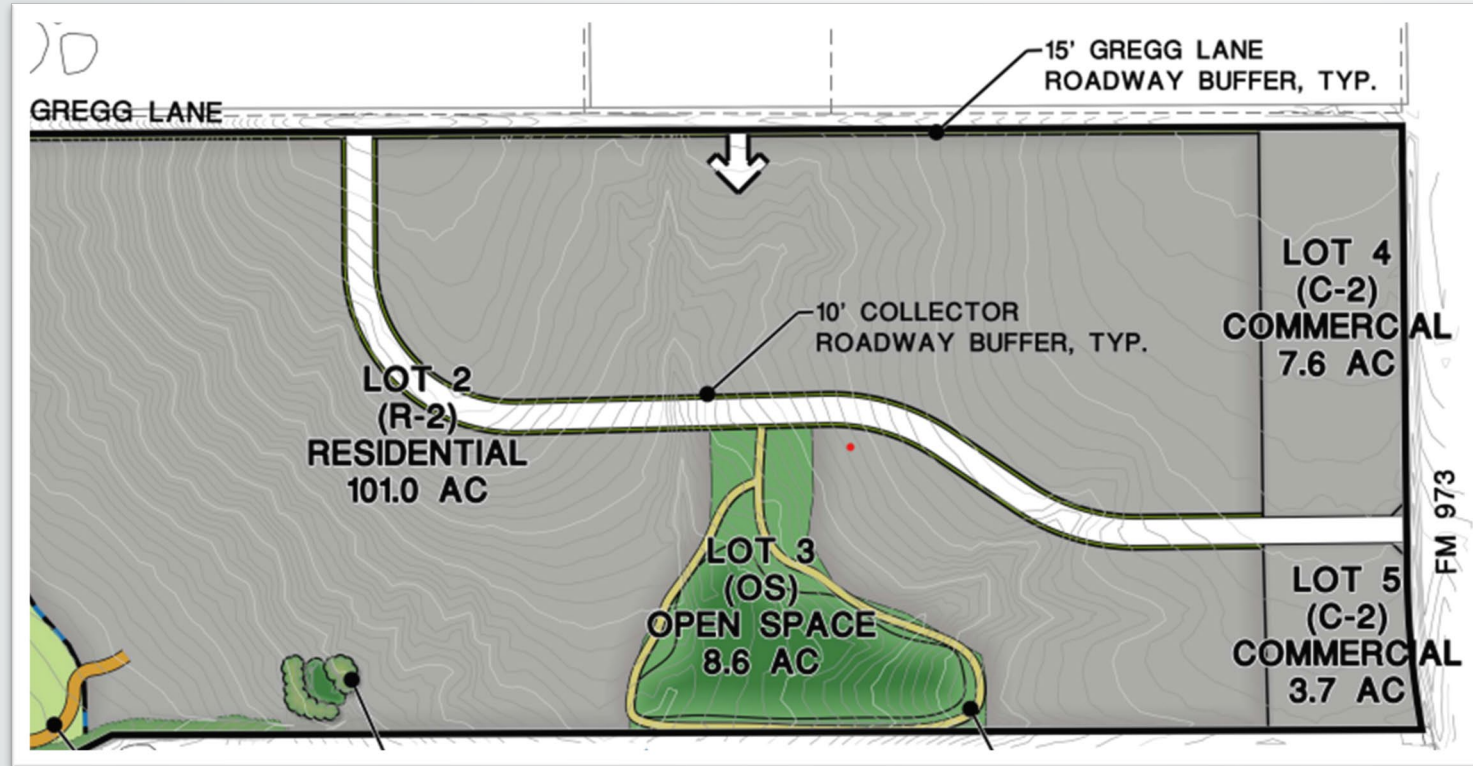 15' GREGG LANE
ROADWAY BUFFER, TYP.
GREGG LANE
LOT 4
(C-2)
COMMERCIAL
7.6 AC
10' COLLECTOR
ROADWAY BUFFER, TYP.
LOT 2
(R-2)
RESIDENTIAL
101.0 AC
FM 973
LOT 3
(OS)
OPEN SPACE
8.6 AC
LOT 5
(C-2)
COMMERCIAL
3.7 AC